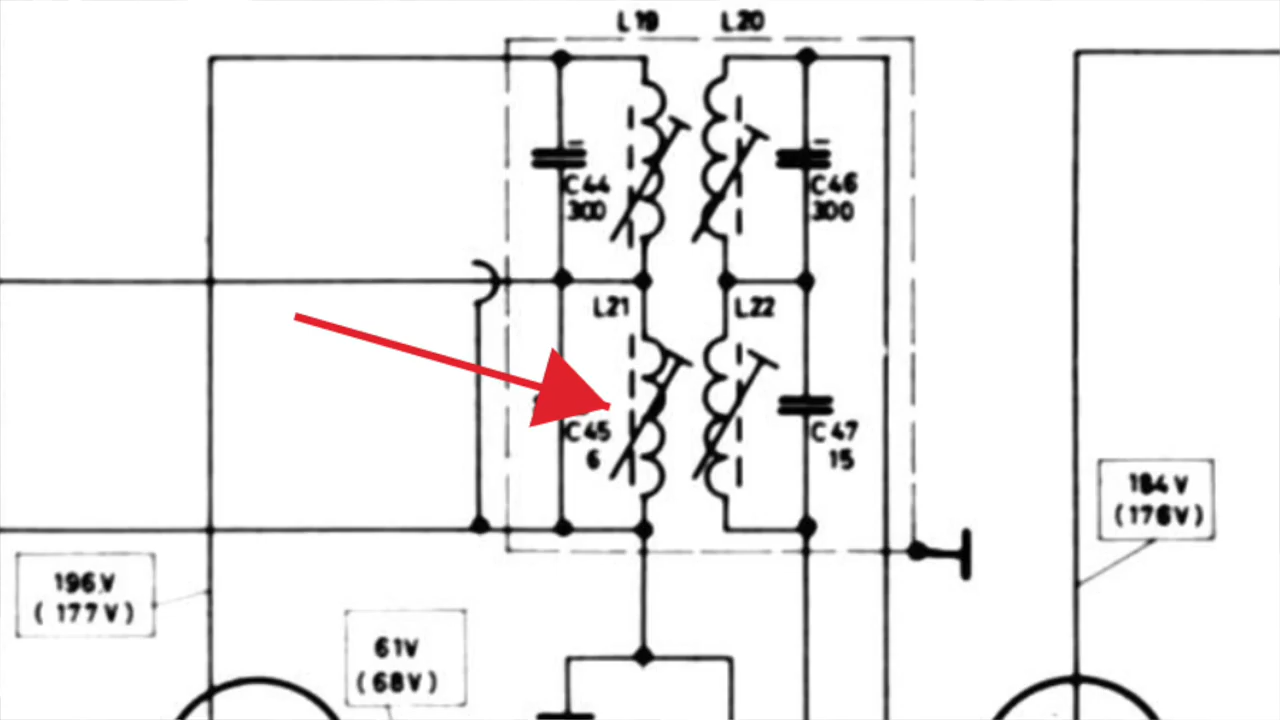 L19
L20
C44
300
C46
300
L21
L22
C45
6
C47
15
184V
(176V)
196V
(177V)
61V
(68V)